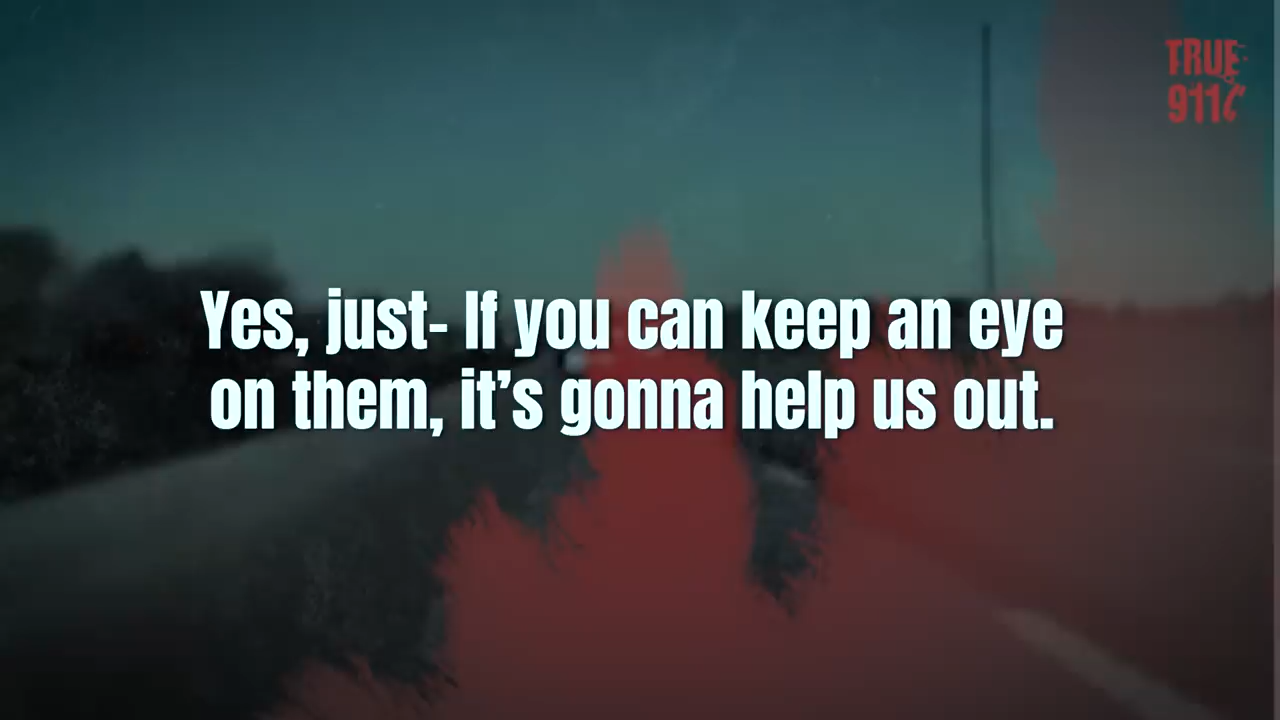 TRUE
911
Yes, just- If you can keep an eye
on them, it’s gonna help us out.